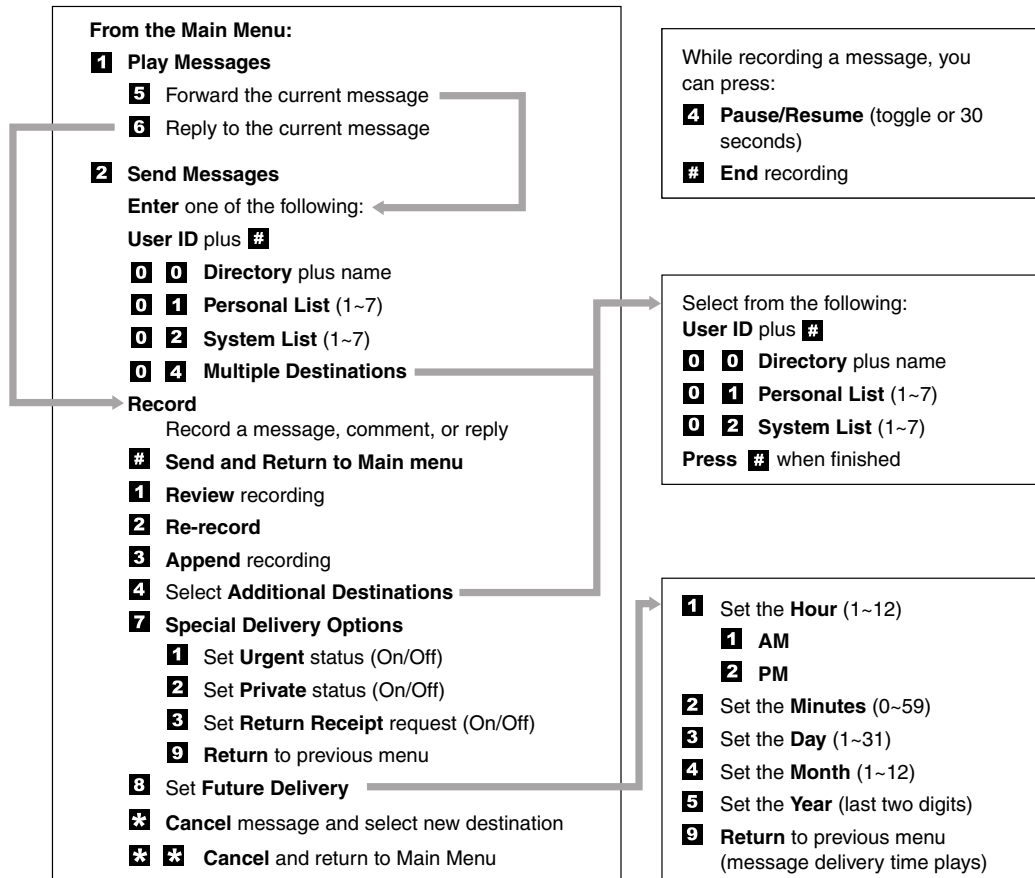 From the Main Menu:
1 Play Messages
5 Forward the current message
6 Reply to the current message
2 Send Messages
Enter one of the following:
User ID plus #
0 0 Directory plus name
0 1 Personal List (1~7)
0 2 System List (1~7)
0 4 Multiple Destinations
Record
Record a message, comment, or reply
# Send and Return to Main menu
1 Review recording
2 Re-record
3 Append recording
4 Select Additional Destinations
7 Special Delivery Options
1 Set Urgent status (On/Off)
2 Set Private status (On/Off)
3 Set Return Receipt request (On/Off)
9 Return to previous menu
8 Set Future Delivery
* Cancel message and select new destination
* * Cancel and return to Main Menu
While recording a message, you
can press:
4 Pause/Resume (toggle or 30
seconds)
# End recording
Select from the following:
User ID plus #
0 0 Directory plus name
0 1 Personal List (1~7)
0 2 System List (1~7)
Press # when finished
1 Set the Hour (1~12)
1 AM
2 PM
2 Set the Minutes (0~59)
3 Set the Day (1~31)
4 Set the Month (1~12)
5 Set the Year (last two digits)
9 Return to previous menu
(message delivery time plays)